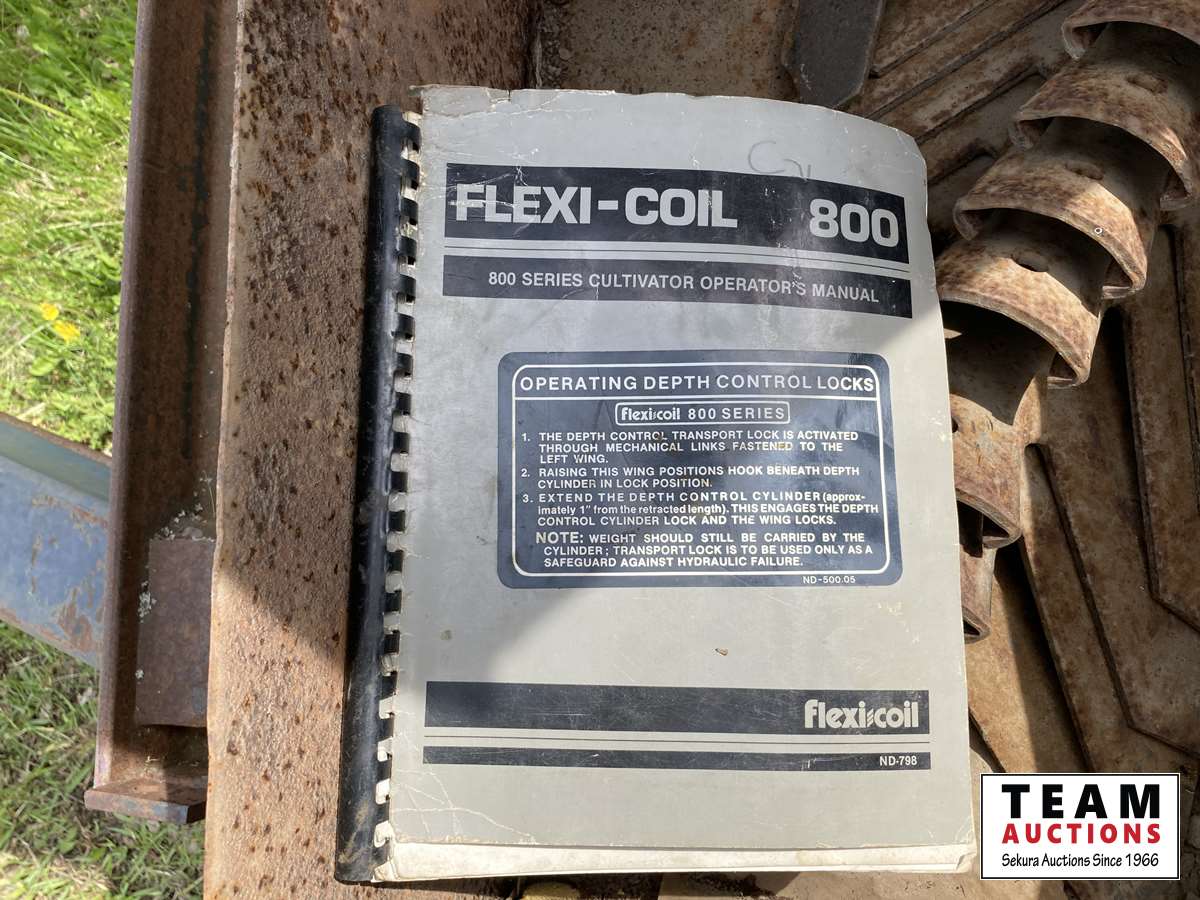 FLEXI-COIL 800
800 SERIES CULTIVATOR OPERATOR'S MANUAL
OPERATING DEPTH CONTROL LOCKS
flexi-coil 800 SERIES
1. THE DEPTH CONTROL TRANSPORT LOCK IS ACTIVATED
THROUGH MECHANICAL LINKS FASTENED TO THE
LEFT WING.
2. RAISING THIS WING POSITIONS HOOK BENEATH DEPTH
CYLINDER IN LOCK POSITION.
3. EXTEND THE DEPTH CONTROL CYLINDER (approx-
imately 1" from the retracted length). THIS ENGAGES THE DEPTH
CONTROL CYLINDER LOCK AND THE WING LOCKS.
NOTE: WEIGHT SHOULD STILL BE CARRIED BY THE
CYLINDER; TRANSPORT LOCK IS TO BE USED ONLY AS A
SAFEGUARD AGAINST HYDRAULIC FAILURE.
ND-500.05
flexi-coil
ND-798
TEAM
AUCTIONS
Sekura Auctions Since 1966